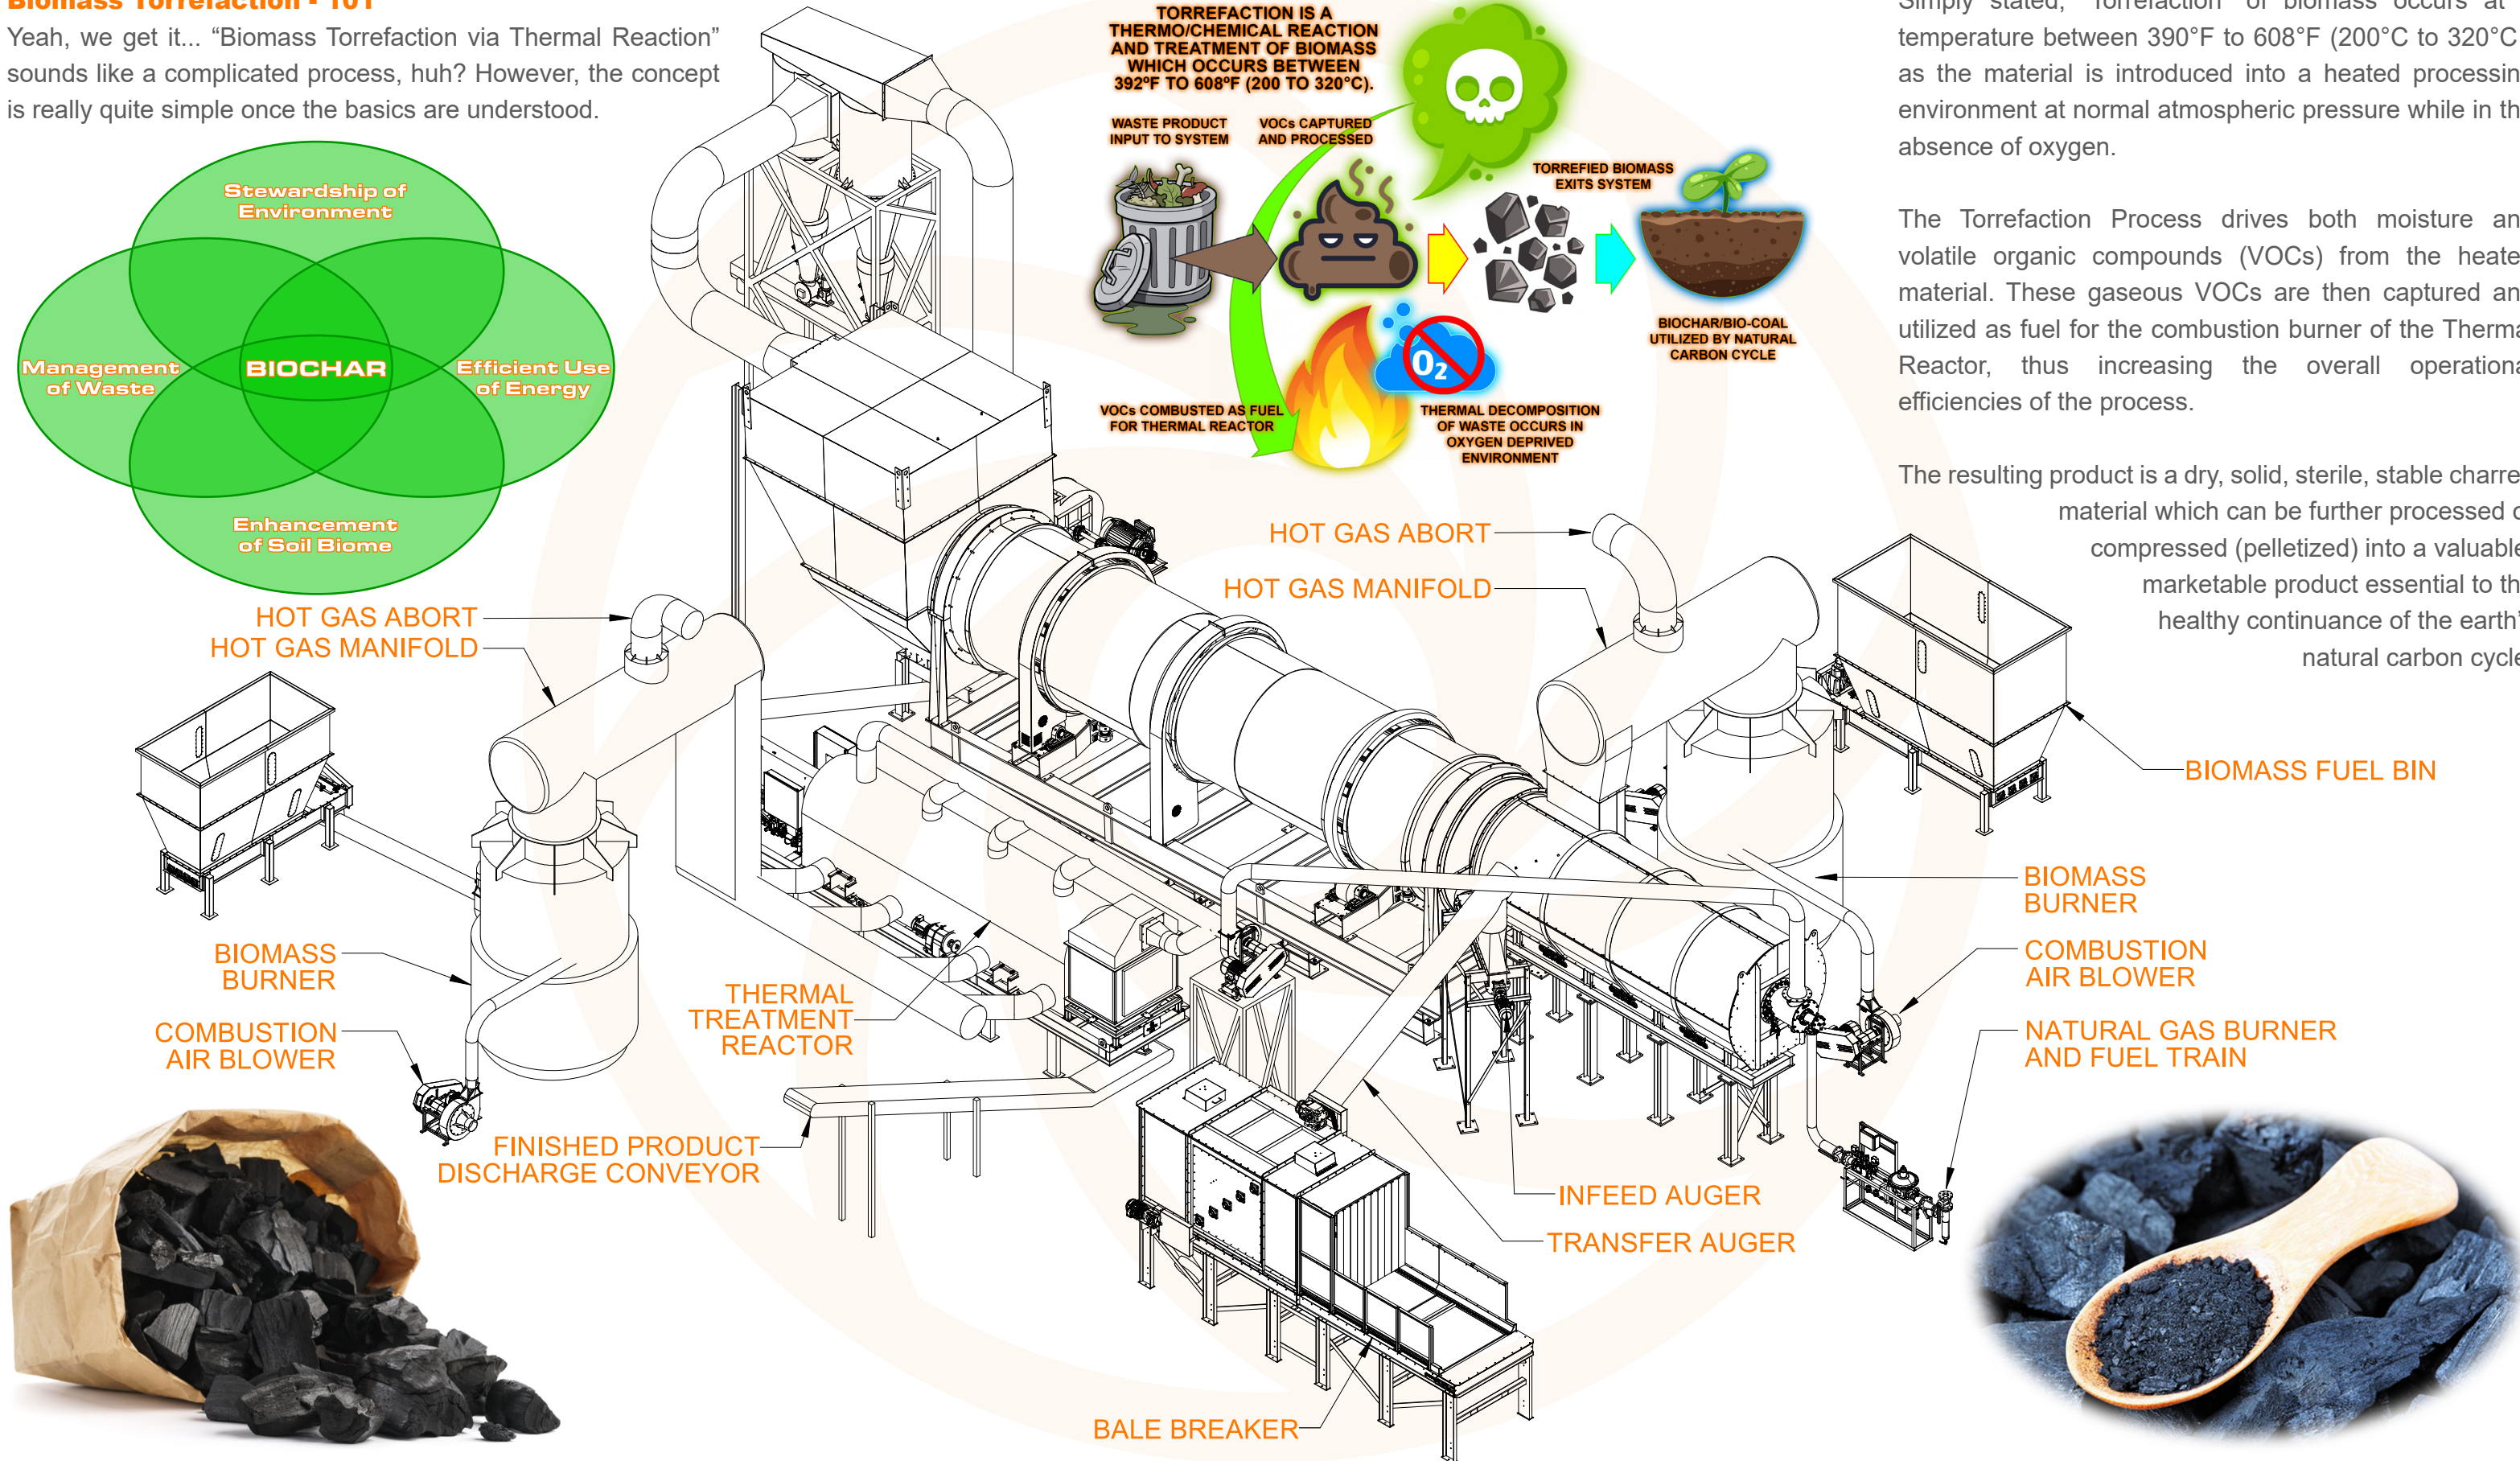 Biomass Torrefaction - 101
Yeah, we get it... “Biomass Torrefaction via Thermal Reaction”
sounds like a complicated process, huh? However, the concept
is really quite simple once the basics are understood.
Stewardship of
Environment
Management
of Waste
BIOCHAR
Efficient Use
of Energy
Enhancement
of Soil Biome
TORREFACTION IS A
THERMO/CHEMICAL REACTION
AND TREATMENT OF BIOMASS
WHICH OCCURS BETWEEN
392ºF TO 608ºF (200 TO 320°C).
WASTE PRODUCT
INPUT TO SYSTEM
VOCs CAPTURED
AND PROCESSED
TORREFIED BIOMASS
EXITS SYSTEM
BIOCHAR/BIO-COAL
UTILIZED BY NATURAL
CARBON CYCLE
O2
VOCs COMBUSTED AS FUEL
FOR THERMAL REACTOR
THERMAL DECOMPOSITION
OF WASTE OCCURS IN
OXYGEN DEPRIVED
ENVIRONMENT
Simply stated, “Torrefaction” of biomass occurs at
temperature between 390°F to 608°F (200°C to 320°C
as the material is introduced into a heated processin
environment at normal atmospheric pressure while in th
absence of oxygen.
The Torrefaction Process drives both moisture an
volatile organic compounds (VOCs) from the heate
material. These gaseous VOCs are then captured an
utilized as fuel for the combustion burner of the Therma
Reactor, thus increasing the overall operationa
efficiencies of the process.
The resulting product is a dry, solid, sterile, stable charre
material which can be further processed o
compressed (pelletized) into a valuable
marketable product essential to th
healthy continuance of the earth’
natural carbon cycle
HOT GAS ABORT
HOT GAS MANIFOLD
HOT GAS ABORT
HOT GAS MANIFOLD
BIOMASS FUEL BIN
BIOMASS
BURNER
COMBUSTION
AIR BLOWER
NATURAL GAS BURNER
AND FUEL TRAIN
BIOMASS
BURNER
COMBUSTION
AIR BLOWER
THERMAL
TREATMENT
REACTOR
FINISHED PRODUCT
DISCHARGE CONVEYOR
INFEED AUGER
TRANSFER AUGER
BALE BREAKER